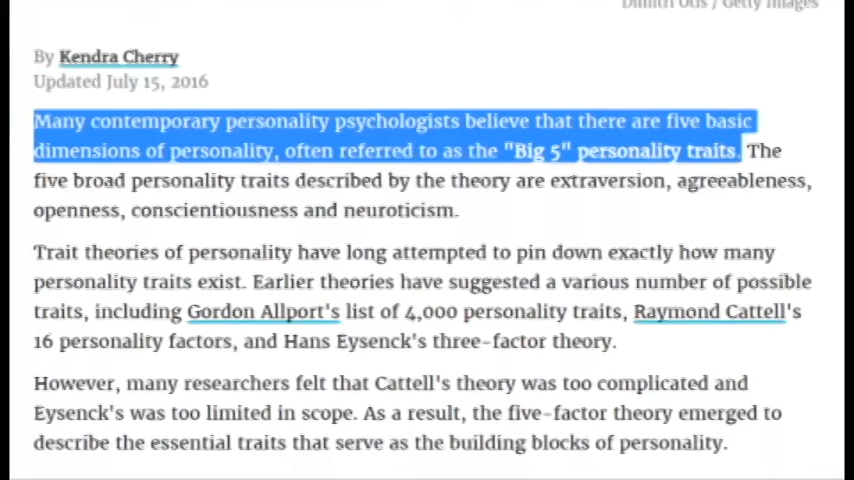 Dimitri Otis / Getty Images
By Kendra Cherry
Updated July 15, 2016
Many contemporary personality psychologists believe that there are five basic
dimensions of personality, often referred to as the "Big 5" personality traits. The
five broad personality traits described by the theory are extraversion, agreeableness,
openness, conscientiousness and neuroticism.
Trait theories of personality have long attempted to pin down exactly how many
personality traits exist. Earlier theories have suggested a various number of possible
traits, including Gordon Allport's list of 4,000 personality traits, Raymond Cattell's
16 personality factors, and Hans Eysenck's three-factor theory.
However, many researchers felt that Cattell's theory was too complicated and
Eysenck's was too limited in scope. As a result, the five-factor theory emerged to
describe the essential traits that serve as the building blocks of personality.